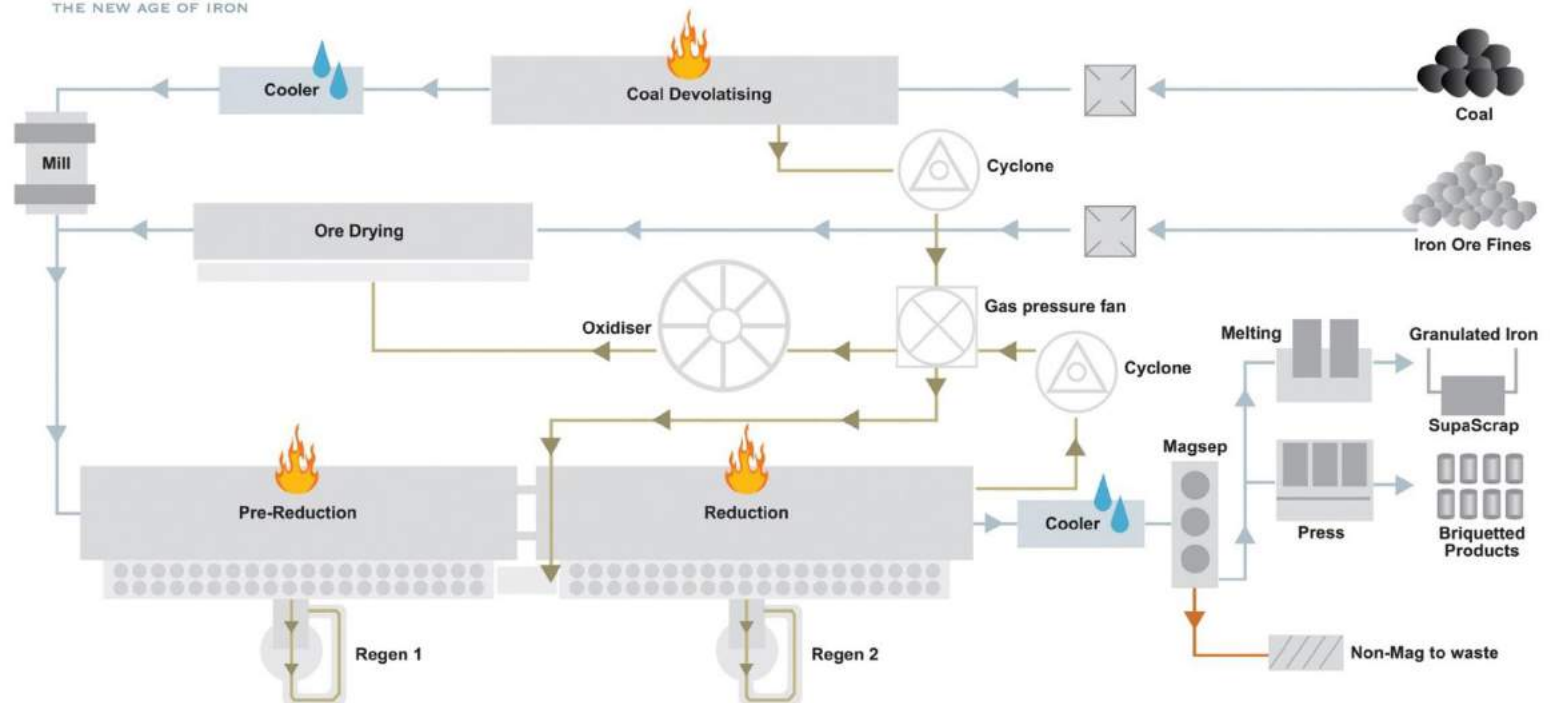 THE NEW AGE OF IRON
Cooler
Coal Devolatising
Coal
Mill
Cyclone
Ore Drying
Iron Ore Fines
Gas pressure fan
Oxidiser
Melting
Granulated Iron
Cyclone
SupaScrap
Magsep
Pre-Reduction
Reduction
Cooler
Press
Briquetted
Products
Regen 1
Regen 2
Non-Mag to waste